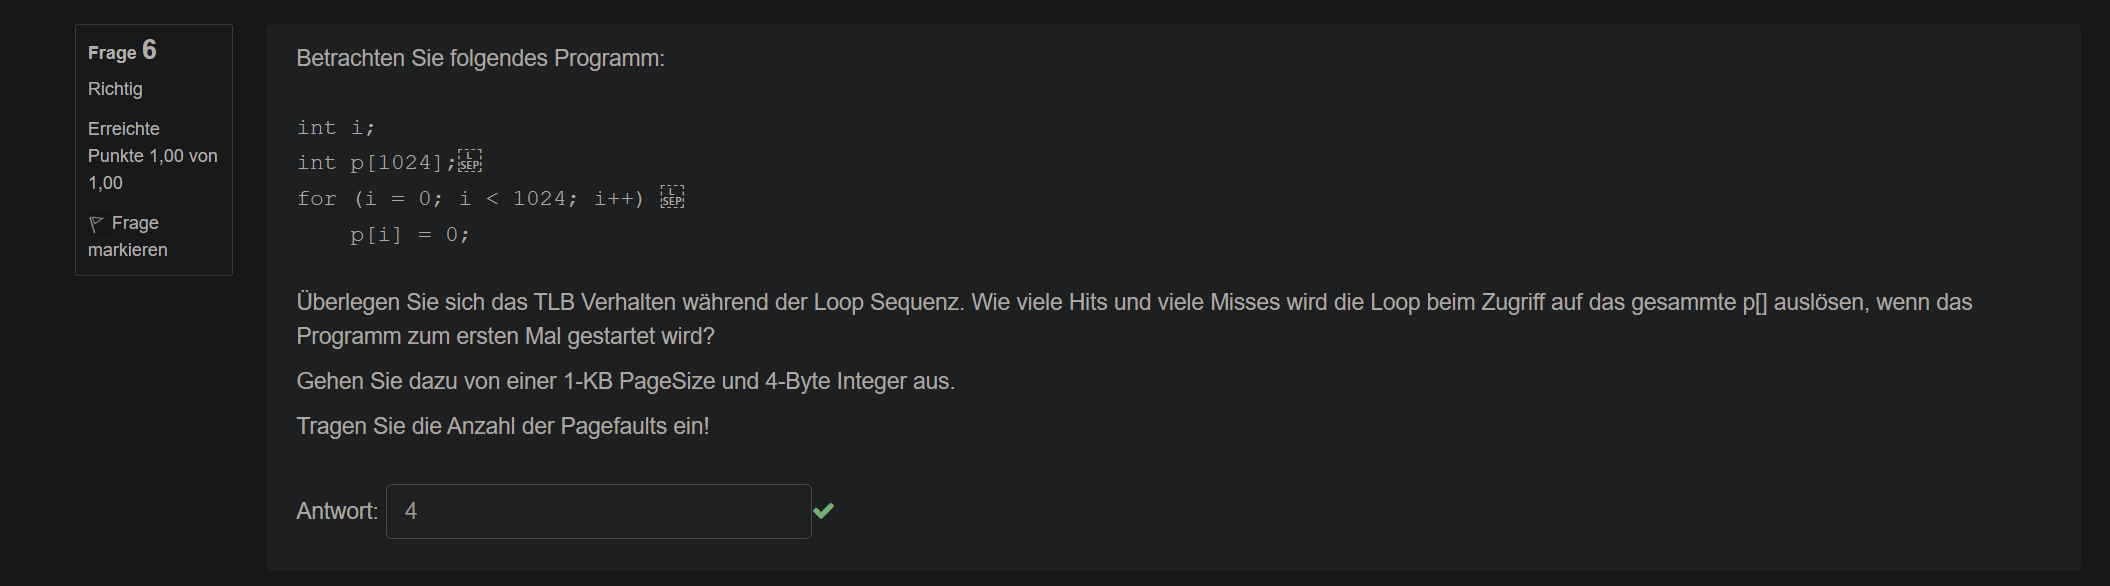 Frage 6
Richtig
Erreichte
Punkte 1,00 von
1,00
Frage
markieren
Betrachten Sie folgendes Programm:
int i;
int p[1024];L SEP
for (i = 0; i < 1024; i++) L SEP
p[i] = 0;
Überlegen Sie sich das TLB Verhalten während der Loop Sequenz. Wie viele Hits und viele Misses wird die Loop beim Zugriff auf das gesammte p[] auslösen, wenn das
Programm zum ersten Mal gestartet wird?
Gehen Sie dazu von einer 1-KB PageSize und 4-Byte Integer aus.
Tragen Sie die Anzahl der Pagefaults ein!
Antwort: 4